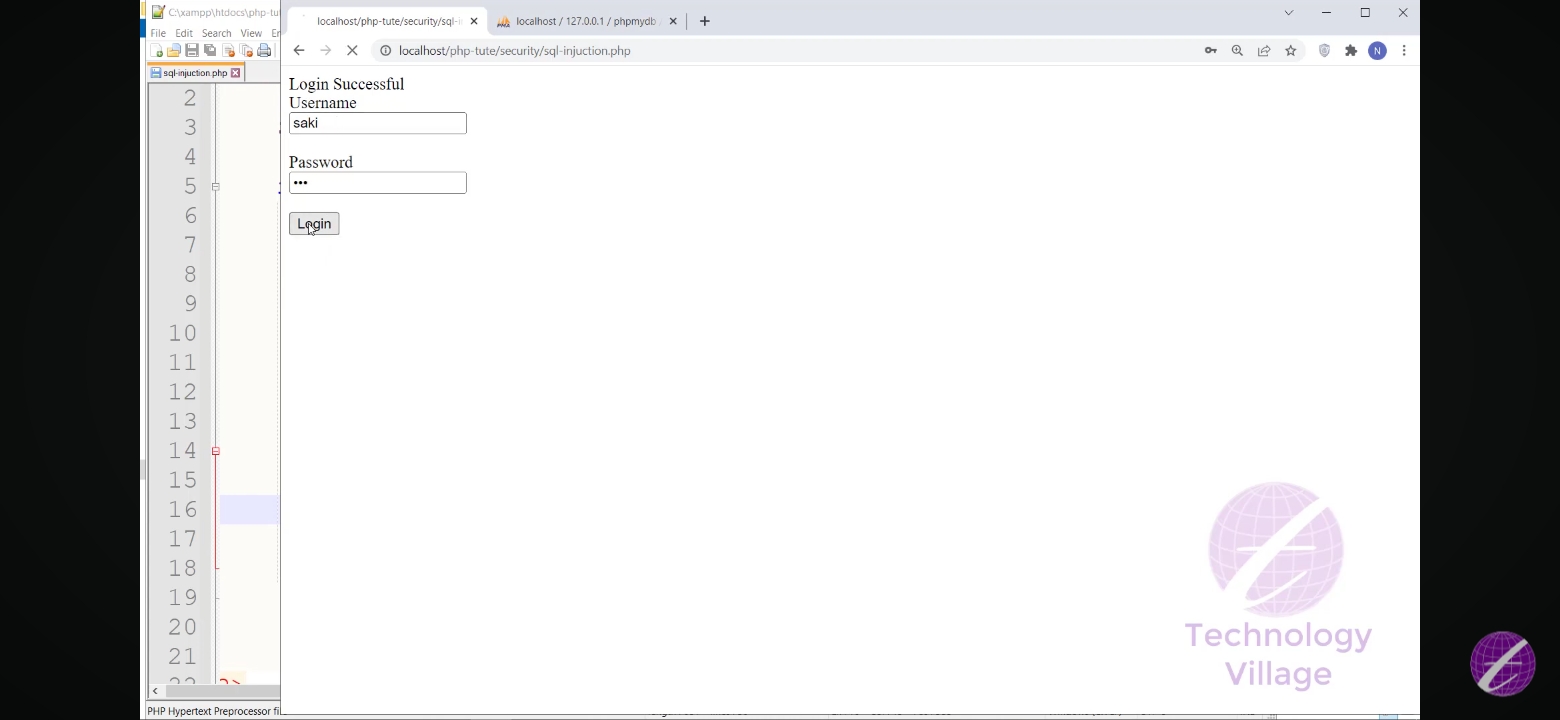 C:\xampp\htdocs\php-tu
File Edit Search View En
sql-injuction.php
2
3
4
5
6
7
8
9
10
11
12
13
14
15
16
17
18
19
20
21
22
?>
PHP Hypertext Preprocessor fi
localhost/php-tute/security/sql-i
localhost / 127.0.0.1 / phpmydb
localhost/php-tute/security/sql-injuction.php
N
Login Successful
Username
saki
Password
•••
Login
Technology
Village